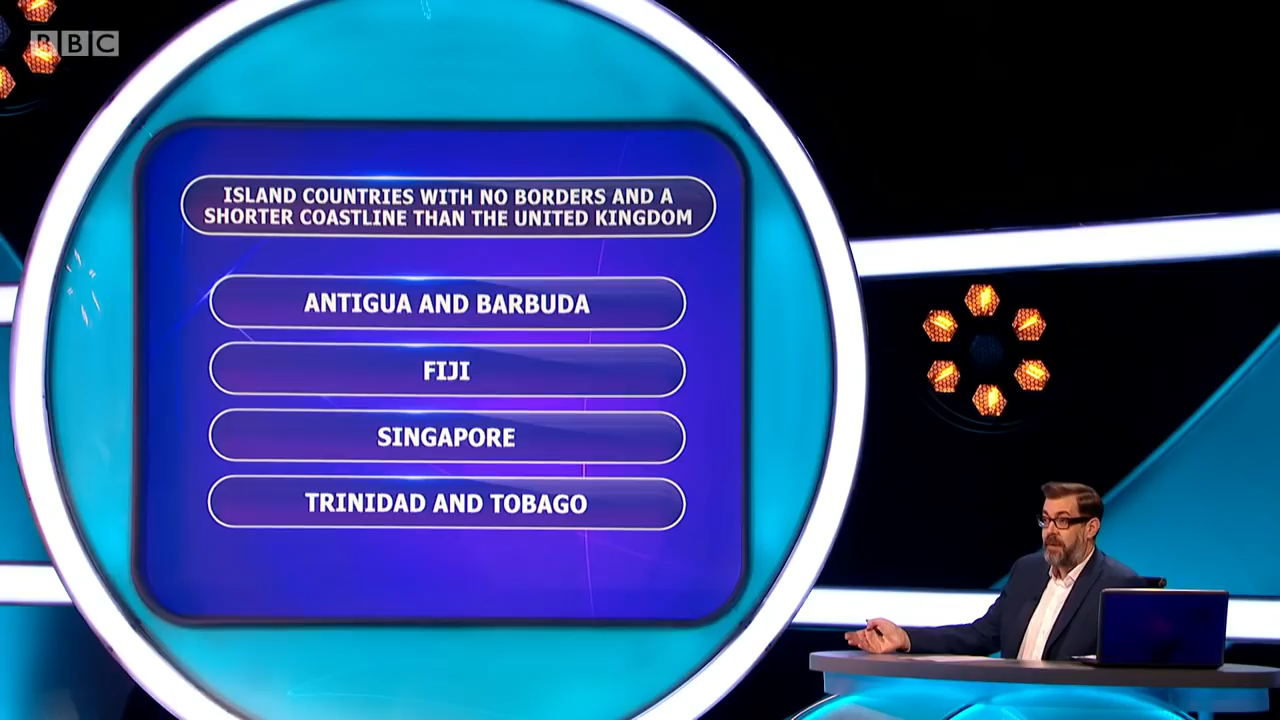 BBC
ISLAND COUNTRIES WITH NO BORDERS AND A
SHORTER COASTLINE THAN THE UNITED KINGDOM
ANTIGUA AND BARBUDA
FIJI
SINGAPORE
TRINIDAD AND TOBAGO